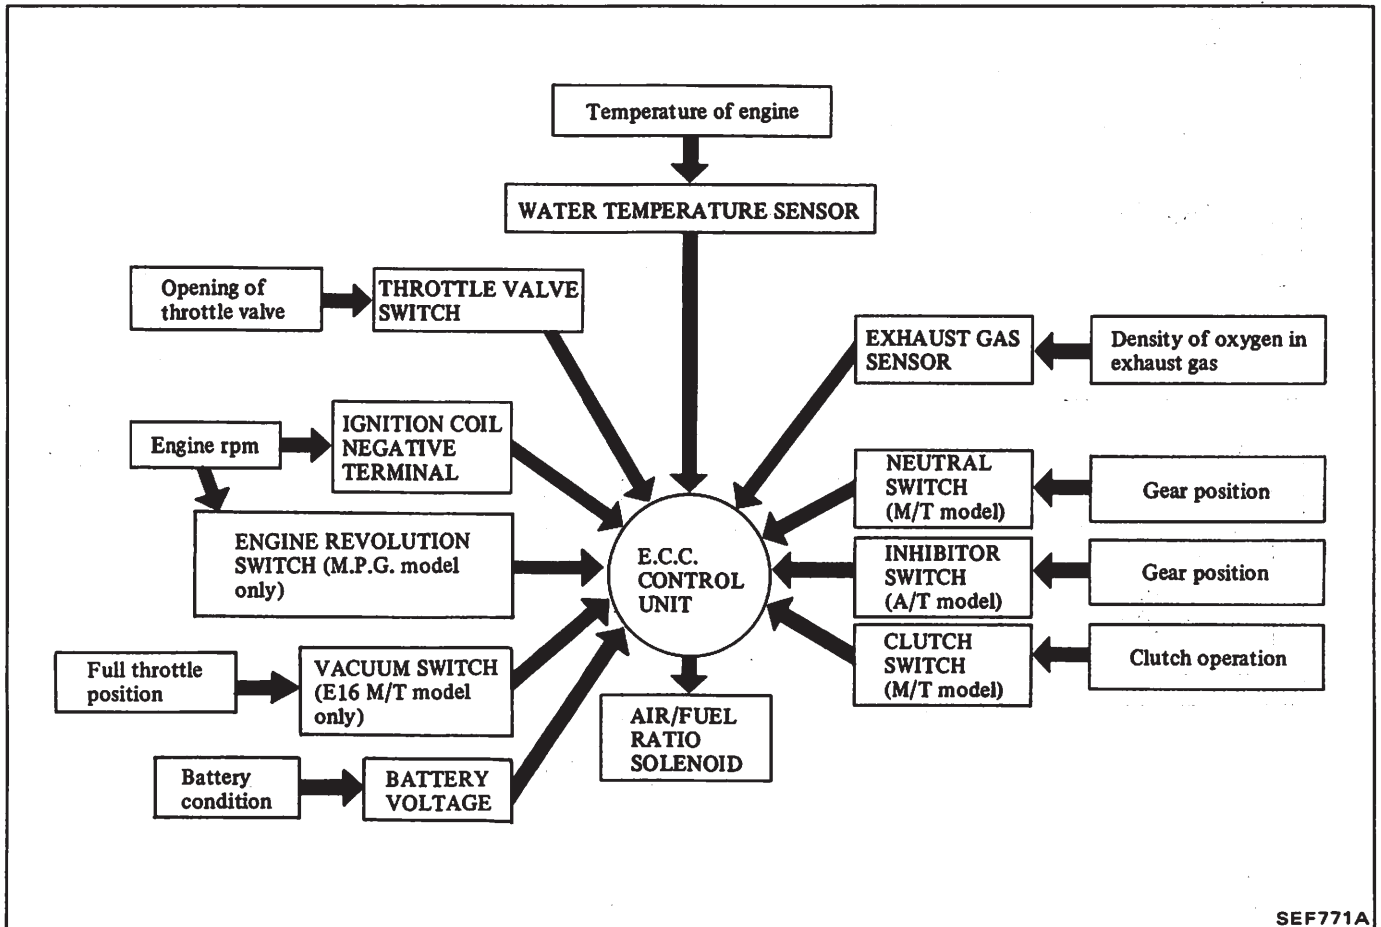 Temperature of engine
WATER TEMPERATURE SENSOR
Opening of
throttle valve
THROTTLE VALVE
SWITCH
EXHAUST GAS
SENSOR
Density of oxygen in
exhaust gas
Engine rpm
IGNITION COIL
NEGATIVE
TERMINAL
NEUTRAL
SWITCH
(M/T model)
Gear position
ENGINE REVOLUTION
SWITCH (M.P.G. model
only)
E.C.C.
CONTROL
UNIT
INHIBITOR
SWITCH
(A/T model)
Gear position
Full throttle
position
VACUUM SWITCH
(E16 M/T model
only)
CLUTCH
SWITCH
(M/T model)
Clutch operation
AIR/FUEL
RATIO
SOLENOID
Battery
condition
BATTERY
VOLTAGE
SEF771A